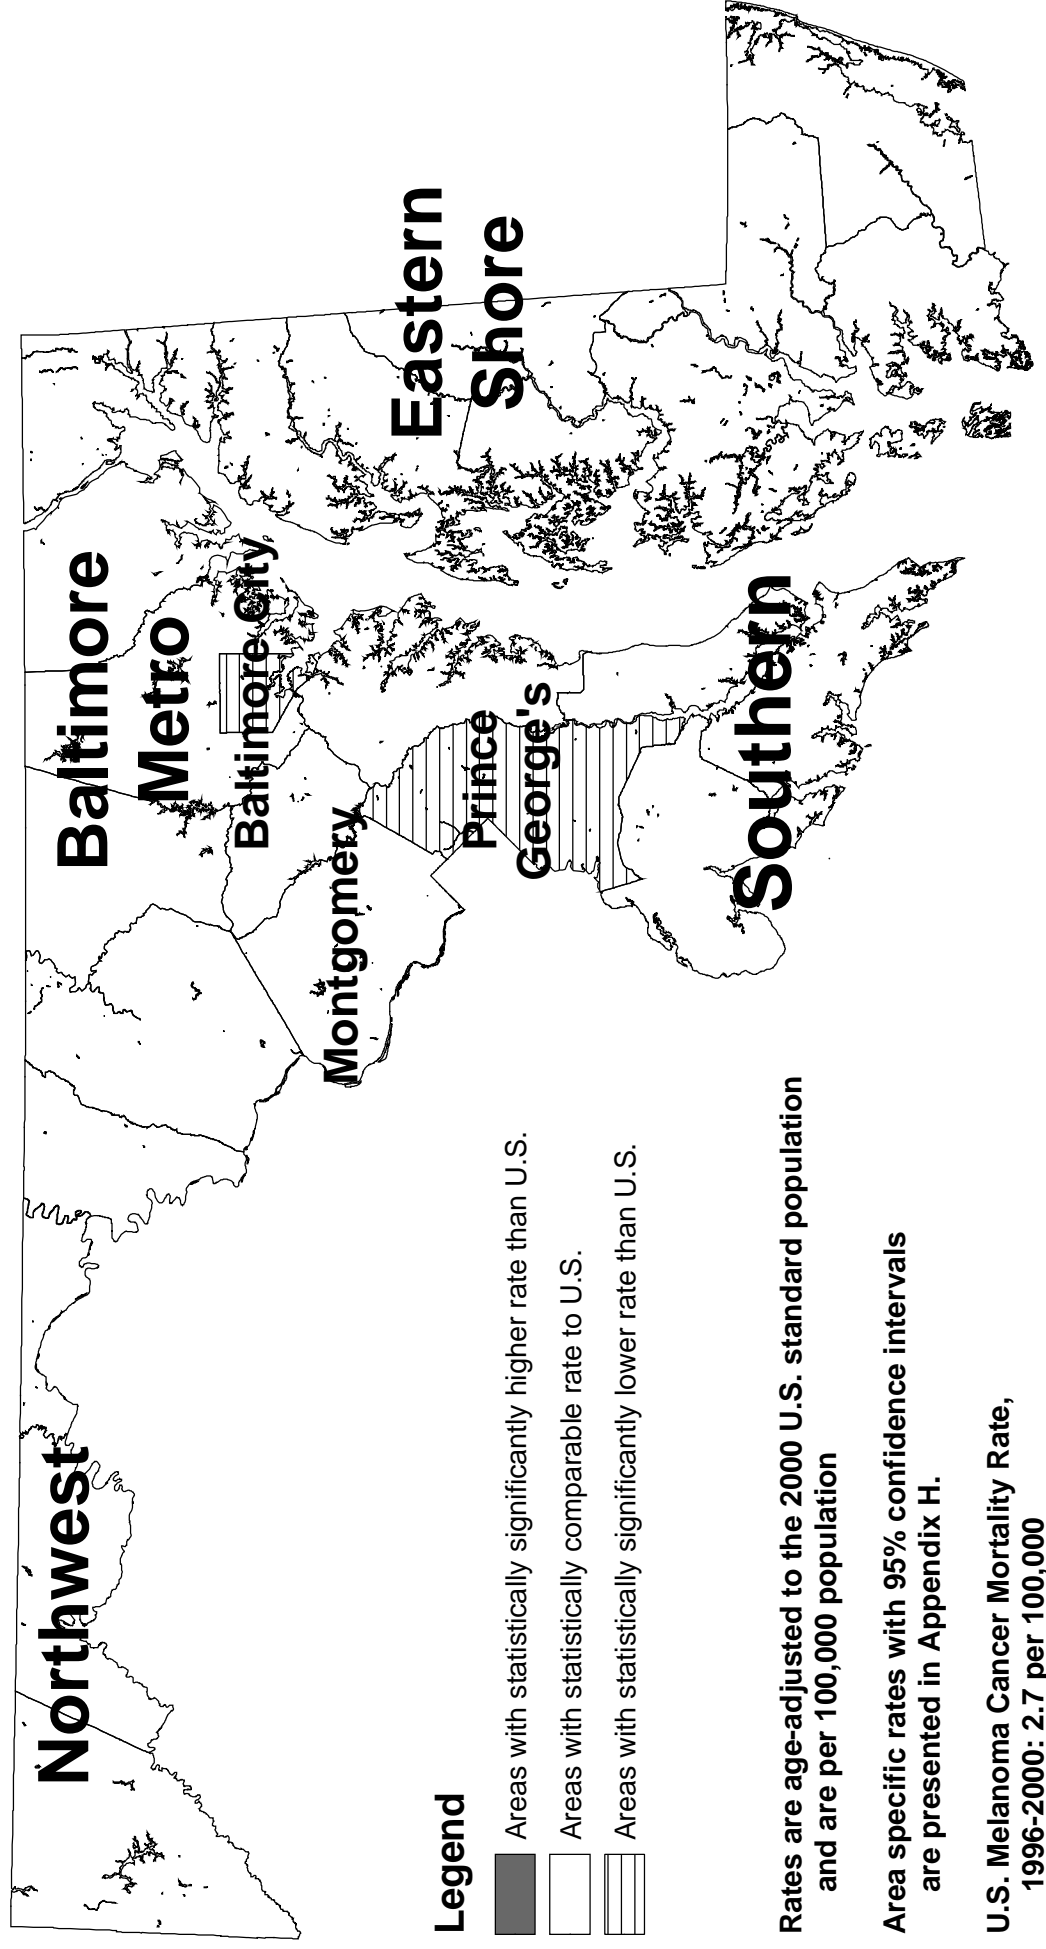 Northwest
Baltimore
Metro
Baltimore City
Montgomery
Prince
George's
Eastern
Shore
Southern
Legend
Areas with statistically significantly higher rate than U.S.
Areas with statistically comparable rate to U.S.
Areas with statistically significantly lower rate than U.S.
Rates are age-adjusted to the 2000 U.S. standard population
and are per 100,000 population
Area specific rates with 95% confidence intervals
are presented in Appendix H.
U.S. Melanoma Cancer Mortality Rate,
1996-2000: 2.7 per 100,000